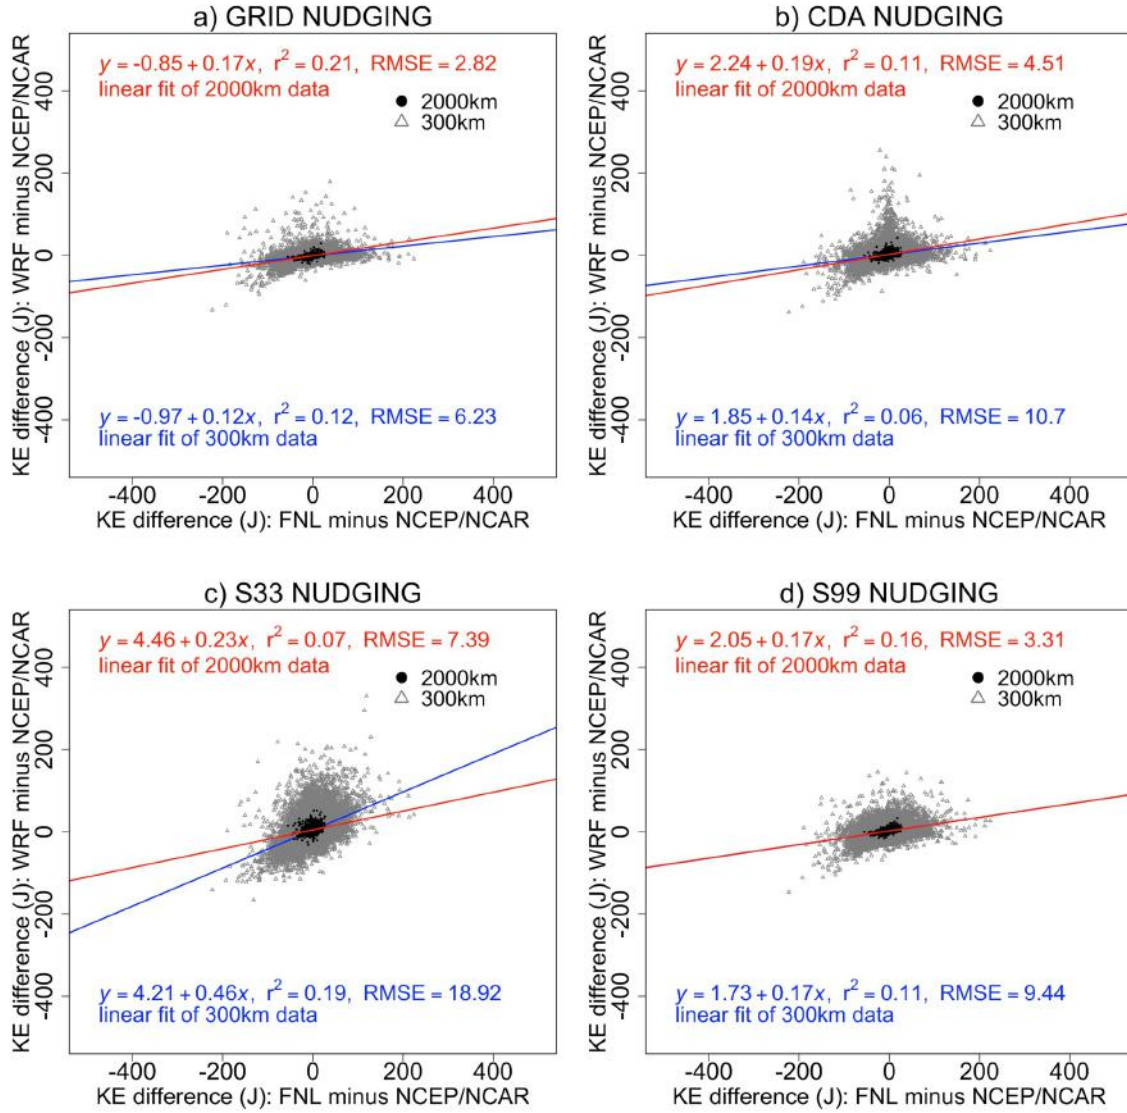 a) GRID NUDGING
y = -0.85 + 0.17x, r² = 0.21, RMSE = 2.82
linear fit of 2000km data
2000km
300km
KE difference (J): WRF minus NCEP/NCAR
400
200
0
-200
-400
y = -0.97 + 0.12x, r² = 0.12, RMSE = 6.23
linear fit of 300km data
-400 -200 0 200 400
KE difference (J): FNL minus NCEP/NCAR
b) CDA NUDGING
y = 2.24 + 0.19x, r² = 0.11, RMSE = 4.51
linear fit of 2000km data
2000km
300km
KE difference (J): WRF minus NCEP/NCAR
400
200
0
-200
-400
y = 1.85 + 0.14x, r² = 0.06, RMSE = 10.7
linear fit of 300km data
-400 -200 0 200 400
KE difference (J): FNL minus NCEP/NCAR
c) S33 NUDGING
y = 4.46 + 0.23x, r² = 0.07, RMSE = 7.39
linear fit of 2000km data
2000km
300km
KE difference (J): WRF minus NCEP/NCAR
400
200
0
-200
-400
y = 4.21 + 0.46x, r² = 0.19, RMSE = 18.92
linear fit of 300km data
-400 -200 0 200 400
KE difference (J): FNL minus NCEP/NCAR
d) S99 NUDGING
y = 2.05 + 0.17x, r² = 0.16, RMSE = 3.31
linear fit of 2000km data
2000km
300km
KE difference (J): WRF minus NCEP/NCAR
400
200
0
-200
-400
y = 1.73 + 0.17x, r² = 0.11, RMSE = 9.44
linear fit of 300km data
-400 -200 0 200 400
KE difference (J): FNL minus NCEP/NCAR